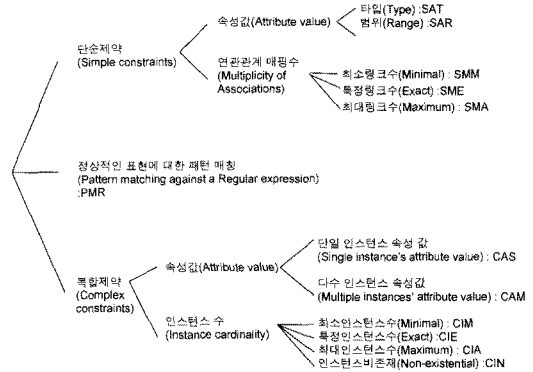 속성값(Attribute value)
타입(Type) :SAT
범위(Range) :SAR
단순제약
(Simple constraints)
연관관계 매핑수
(Multiplicity of
Associations)
최소링크수(Minimal) : SMM
특정링크수(Exact) : SME
최대링크수(Maximum) : SMA
정상적인 표현에 대한 패턴 매칭
(Pattern matching against a Regular expression)
:PMR
복합제약
(Complex
constraints)
속성값(Attribute value)
단일 인스턴스 속성 값
(Single instance's attribute value) : CAS
다수 인스턴스 속성값
(Multiple instances' attribute value) : CAM
인스턴스 수
(Instance cardinality)
최소인스턴스수(Minimal) : CIM
특정인스턴스수(Exact) : CIE
최대인스턴스수(Maximum) : CIA
인스턴스비존재(Non-existential) : CIN